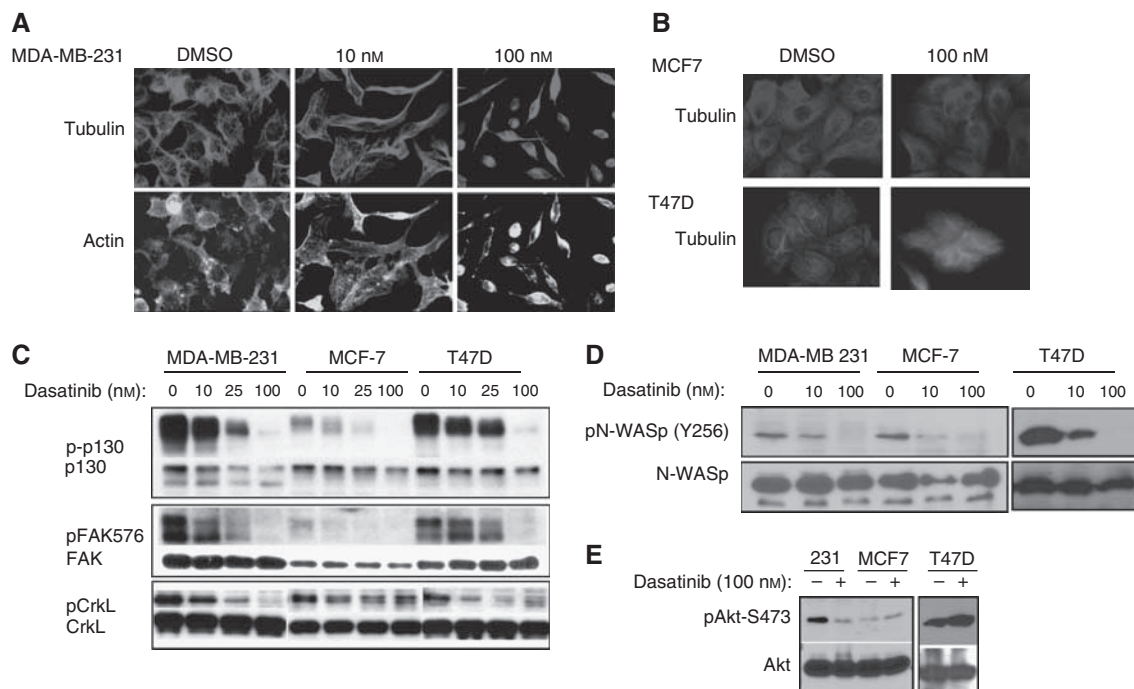 A
MDA-MB-231 DMSO 10 nM 100 nM
Tubulin
Actin
B
MCF7 DMSO 100 nM
Tubulin
T47D
Tubulin
C
MDA-MB-231 MCF-7 T47D
Dasatinib (nM): 0 10 25 100 0 10 25 100 0 10 25 100
p-p130
p130
pFAK576
FAK
pCrkL
CrkL
D
MDA-MB 231 MCF-7 T47D
Dasatinib (nM): 0 10 100 0 10 100 0 10 100
pN-WASp (Y256)
N-WASp
E
231 MCF7 T47D
Dasatinib (100 nM): – + – + – +
pAkt-S473
Akt